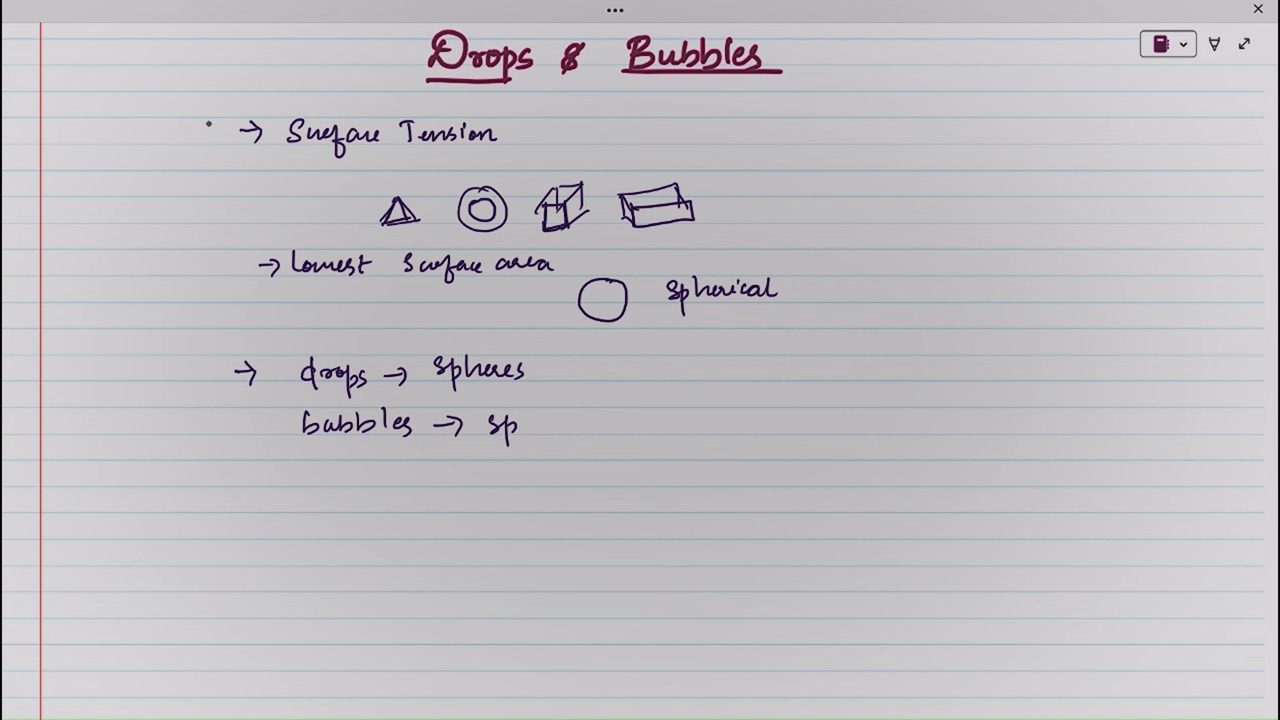 Drops & Bubbles
→ Surface Tension
→ Lowest surface area
spherical
→ drops → spheres
bubbles → sp